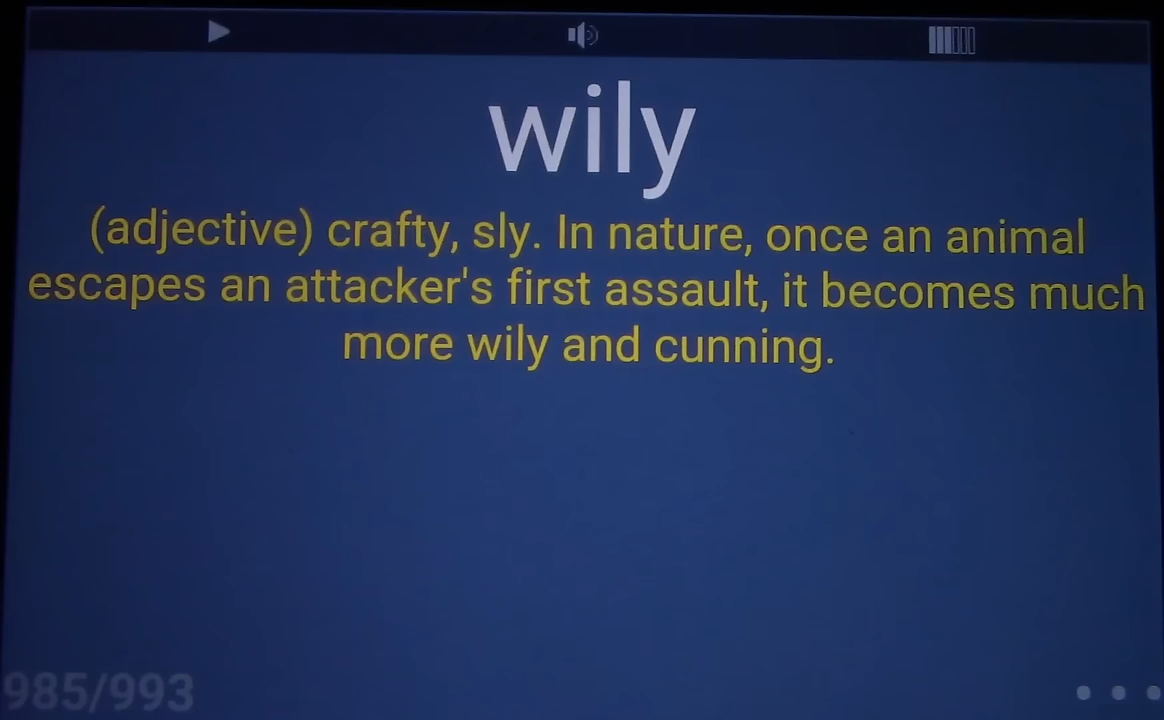 wily
(adjective) crafty, sly. In nature, once an animal
escapes an attacker's first assault, it becomes much
more wily and cunning.
985/993